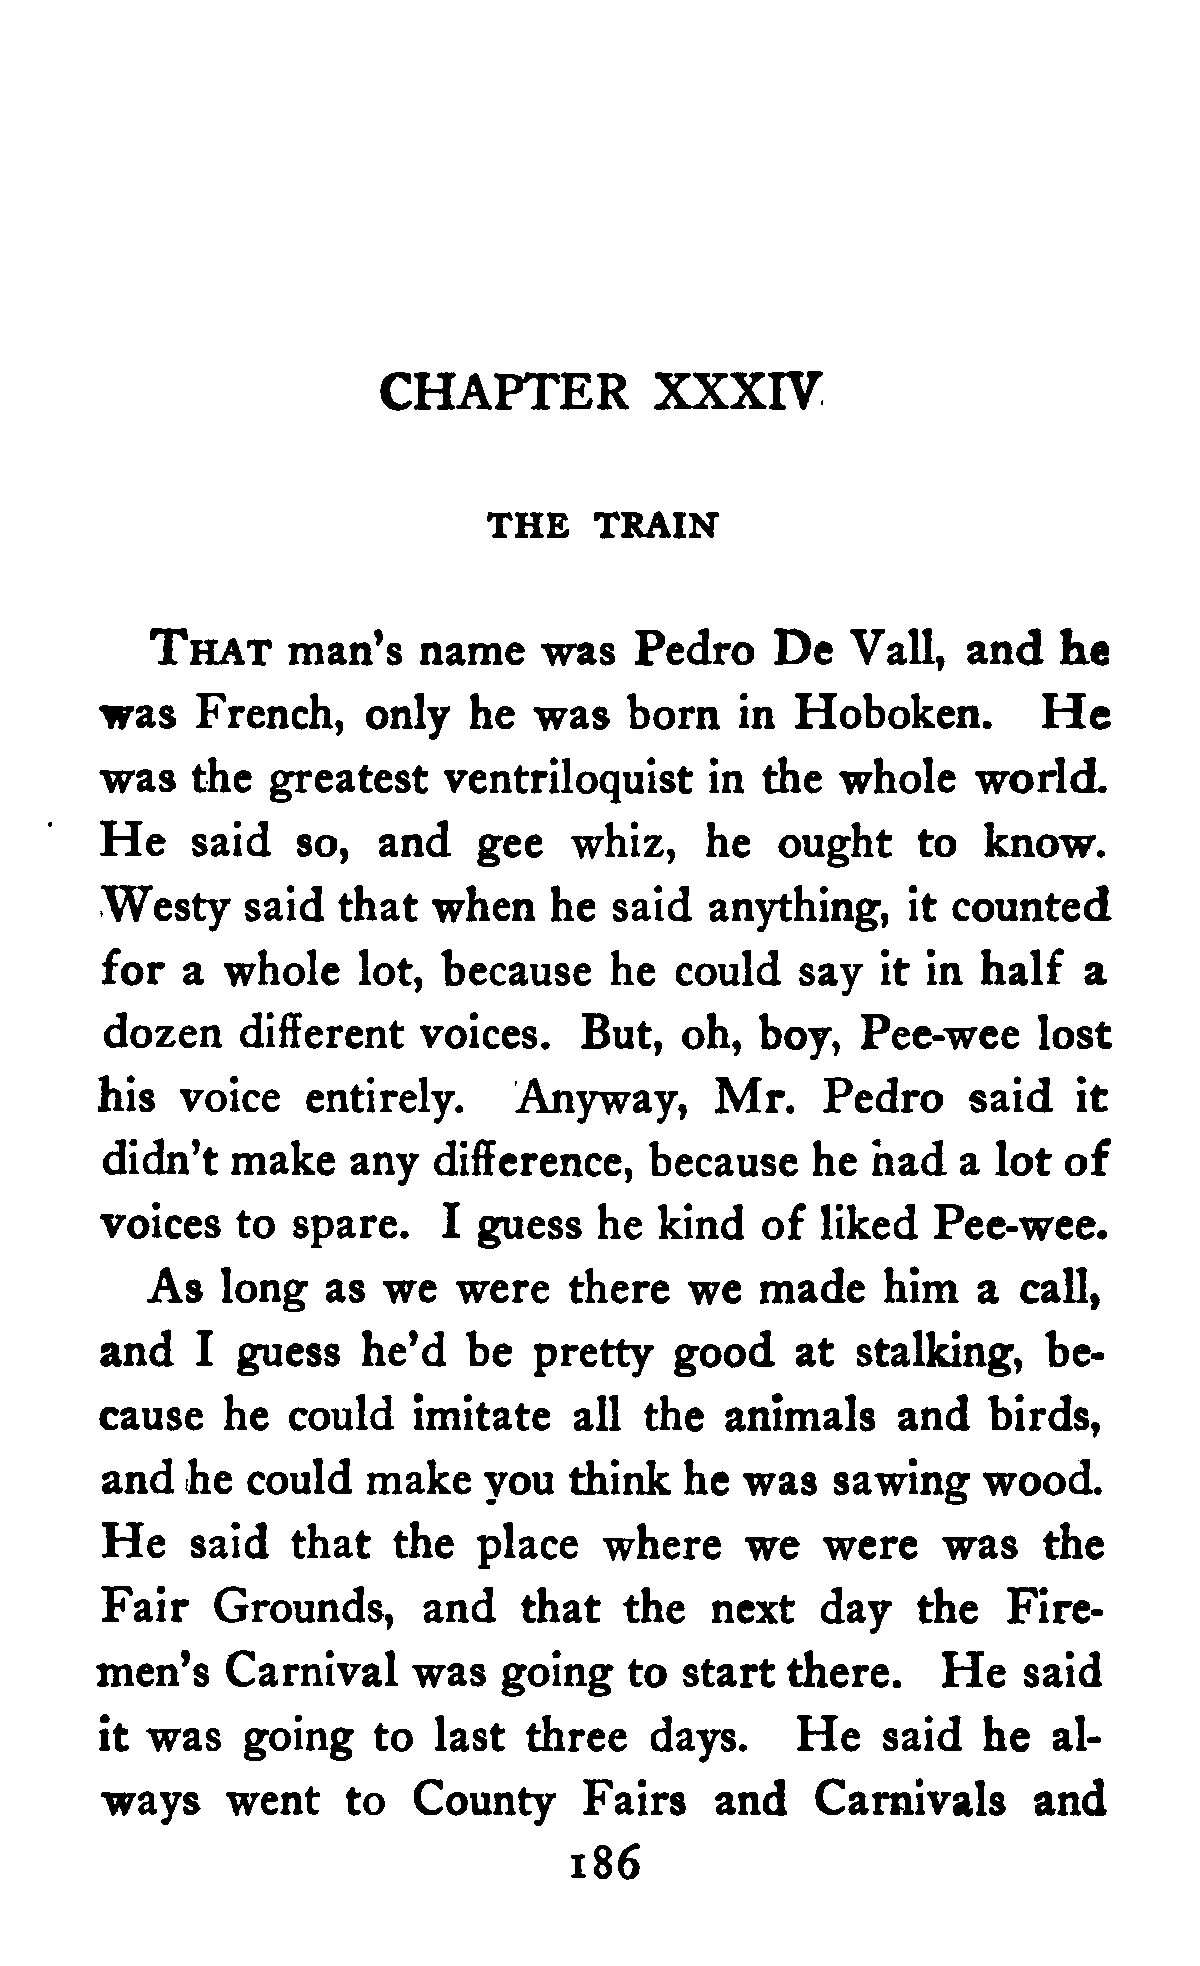 CHAPTER XXXIV
THE TRAIN
THAT man's name was Pedro De Vall, and he
was French, only he was born in Hoboken. He
was the greatest ventriloquist in the whole world.
He said so, and gee whiz, he ought to know.
Westy said that when he said anything, it counted
for a whole lot, because he could say it in half a
dozen different voices. But, oh, boy, Pee-wee lost
his voice entirely. Anyway, Mr. Pedro said it
didn't make any difference, because he had a lot of
voices to spare. I guess he kind of liked Pee-wee.
As long as we were there we made him a call,
and I guess he'd be pretty good at stalking, be-
cause he could imitate all the animals and birds,
and he could make you think he was sawing wood.
He said that the place where we were was the
Fair Grounds, and that the next day the Fire-
men's Carnival was going to start there. He said
it was going to last three days. He said he al-
ways went to County Fairs and Carnivals and
186